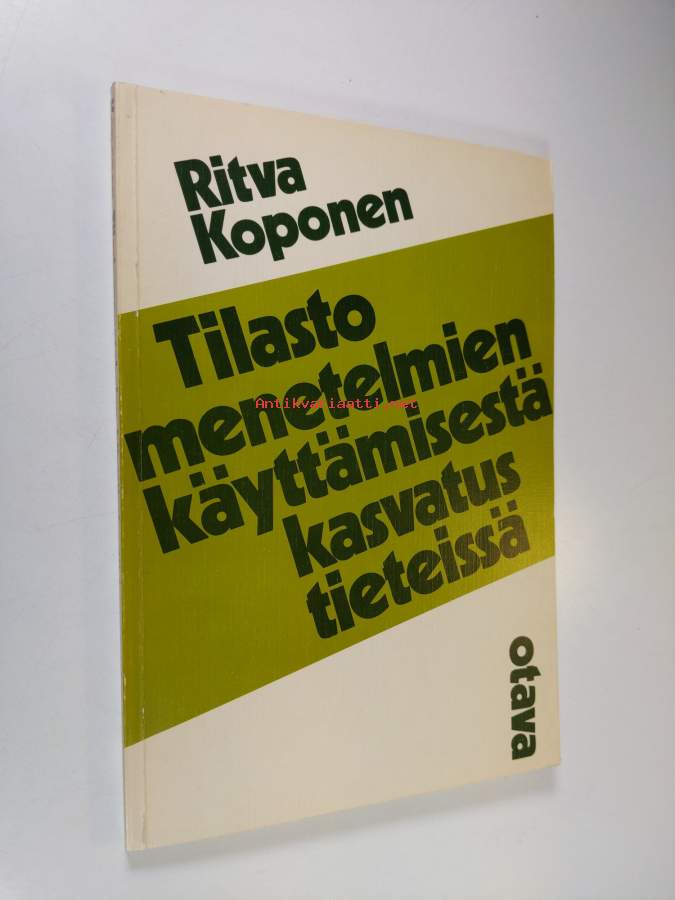 Ritva
Koponen
Tilasto
menetelmien
Antikvariaatti.net
käyttämisestä
kasvatus
tieteissä
otava